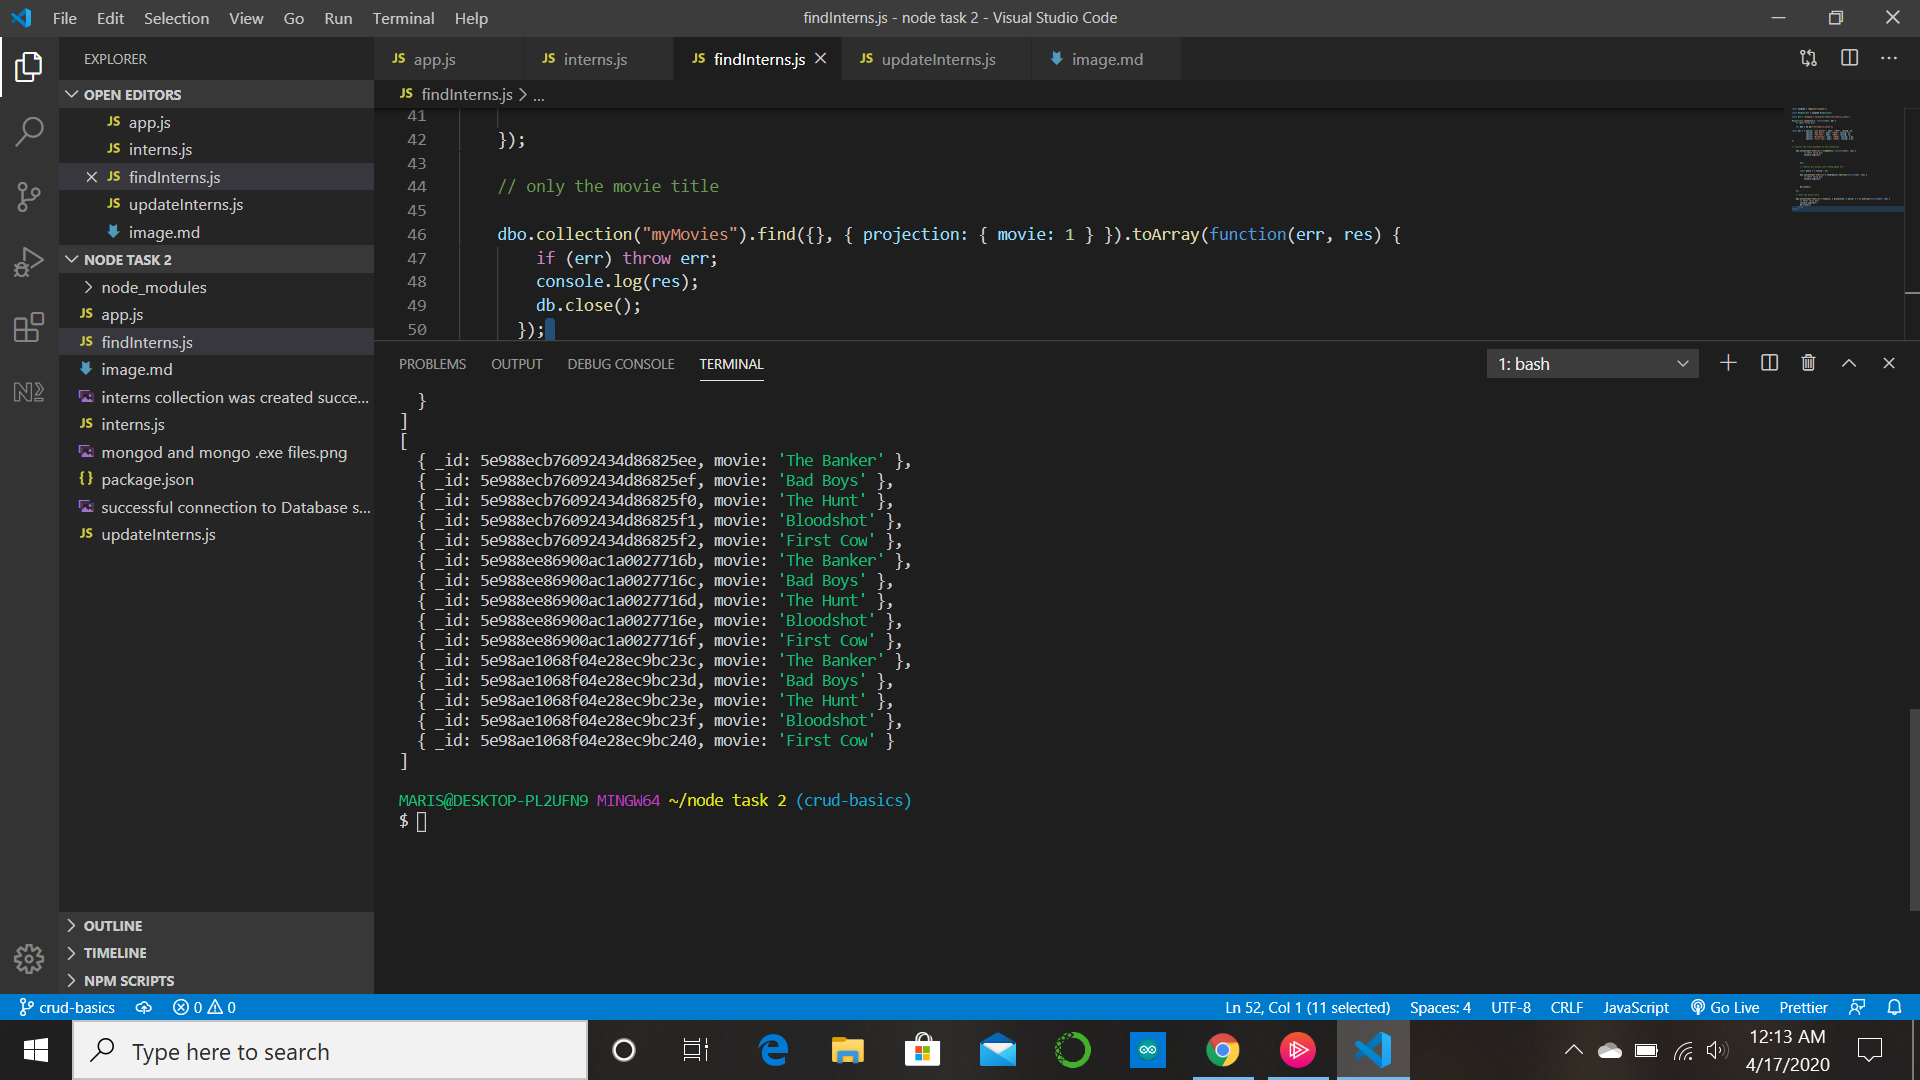 File Edit Selection View Go Run Terminal Help
findInterns.js - node task 2 - Visual Studio Code
EXPLORER
OPEN EDITORS
JS app.js
JS interns.js
JS findInterns.js
JS updateInterns.js
image.md
NODE TASK 2
node_modules
JS app.js
JS findInterns.js
image.md
interns collection was created succe...
JS interns.js
mongod and mongo .exe files.png
{} package.json
successful connection to Database s...
JS updateInterns.js
OUTLINE
TIMELINE
NPM SCRIPTS
JS app.js JS interns.js JS findInterns.js JS updateInterns.js image.md
JS findInterns.js > ...
41
42 });
43
44 // only the movie title
45
46 dbo.collection("myMovies").find({}, { projection: { movie: 1 } }).toArray(function(err, res) {
47 if (err) throw err;
48 console.log(res);
49 db.close();
50 });
PROBLEMS OUTPUT DEBUG CONSOLE TERMINAL
1: bash
}
]
[
{ _id: 5e988ecb76092434d86825ee, movie: 'The Banker' },
{ _id: 5e988ecb76092434d86825ef, movie: 'Bad Boys' },
{ _id: 5e988ecb76092434d86825f0, movie: 'The Hunt' },
{ _id: 5e988ecb76092434d86825f1, movie: 'Bloodshot' },
{ _id: 5e988ecb76092434d86825f2, movie: 'First Cow' },
{ _id: 5e988ee86900ac1a0027716b, movie: 'The Banker' },
{ _id: 5e988ee86900ac1a0027716c, movie: 'Bad Boys' },
{ _id: 5e988ee86900ac1a0027716d, movie: 'The Hunt' },
{ _id: 5e988ee86900ac1a0027716e, movie: 'Bloodshot' },
{ _id: 5e988ee86900ac1a0027716f, movie: 'First Cow' },
{ _id: 5e98ae1068f04e28ec9bc23c, movie: 'The Banker' },
{ _id: 5e98ae1068f04e28ec9bc23d, movie: 'Bad Boys' },
{ _id: 5e98ae1068f04e28ec9bc23e, movie: 'The Hunt' },
{ _id: 5e98ae1068f04e28ec9bc23f, movie: 'Bloodshot' },
{ _id: 5e98ae1068f04e28ec9bc240, movie: 'First Cow' }
]
MARIS@DESKTOP-PL2UFN9 MINGW64 ~/node task 2 (crud-basics)
$
crud-basics 0 0
Ln 52, Col 1 (11 selected) Spaces: 4 UTF-8 CRLF JavaScript Go Live Prettier
Type here to search
12:13 AM
4/17/2020